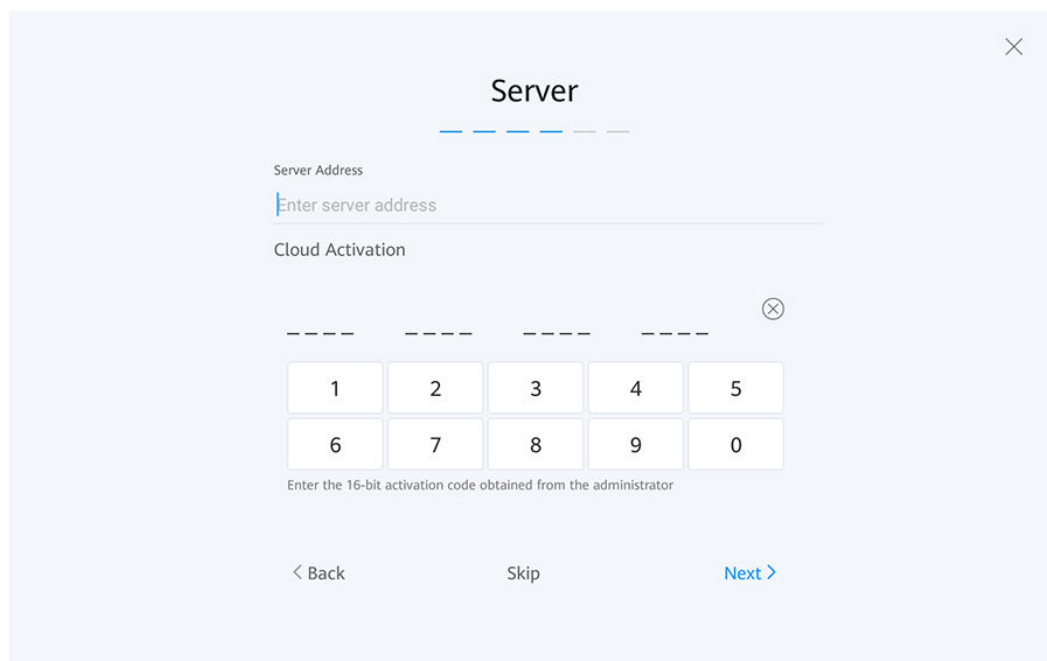 Server
Server Address
Enter server address
Cloud Activation
1 2 3 4 5
6 7 8 9 0
Enter the 16-bit activation code obtained from the administrator
< Back Skip Next >